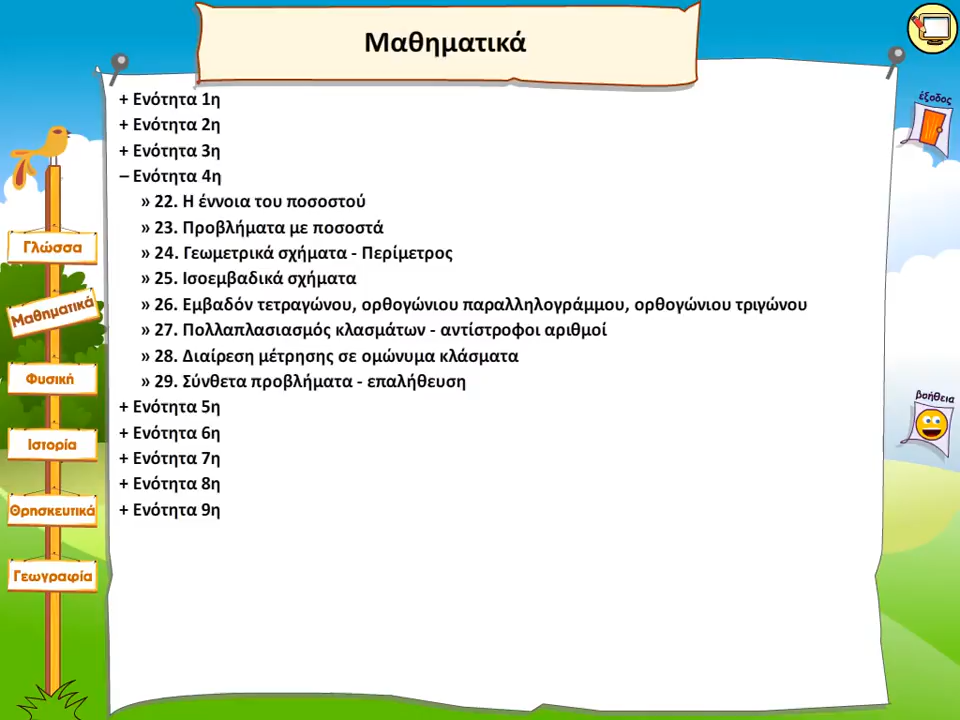 Μαθηματικά
+ Ενότητα 1η
+ Ενότητα 2η
+ Ενότητα 3η
– Ενότητα 4η
» 22. Η έννοια του ποσοστού
» 23. Προβλήματα με ποσοστά
» 24. Γεωμετρικά σχήματα - Περίμετρος
» 25. Ισοεμβαδικά σχήματα
» 26. Εμβαδόν τετραγώνου, ορθογώνιου παραλληλογράμμου, ορθογώνιου τριγώνου
» 27. Πολλαπλασιασμός κλασμάτων - αντίστροφοι αριθμοί
» 28. Διαίρεση μέτρησης σε ομώνυμα κλάσματα
» 29. Σύνθετα προβλήματα - επαλήθευση
+ Ενότητα 5η
+ Ενότητα 6η
+ Ενότητα 7η
+ Ενότητα 8η
+ Ενότητα 9η
Γλώσσα
Μαθηματικά
Φυσική
Ιστορία
Θρησκευτικά
Γεωγραφία
έξοδος
βοήθεια